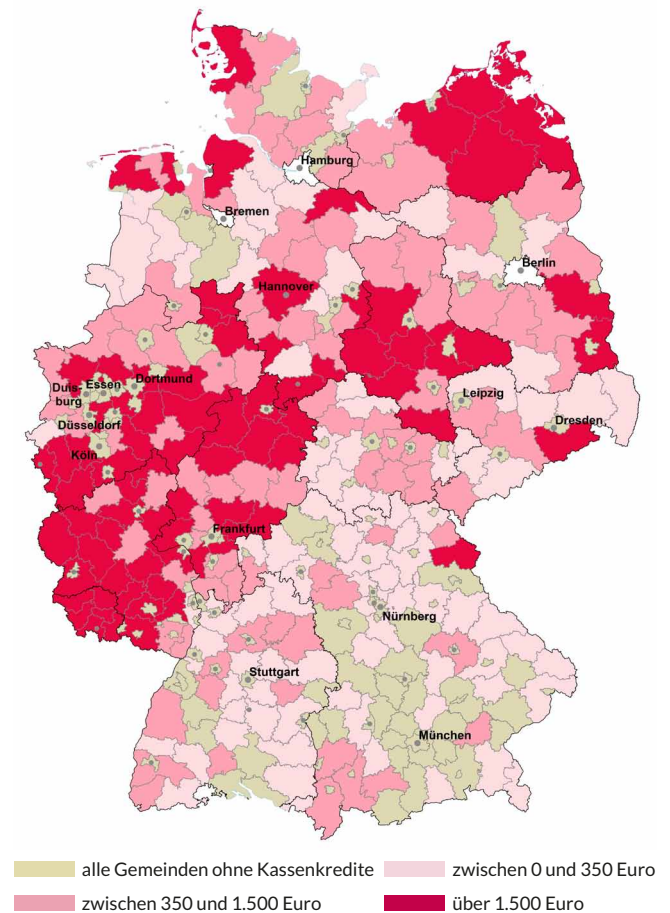 Hamburg
Bremen
Berlin
Hannover
Duis-
burg
Essen
Dortmund
Düsseldorf
Leipzig
Dresden
Köln
Frankfurt
Nürnberg
Stuttgart
München
alle Gemeinden ohne Kassenkredite
zwischen 0 und 350 Euro
zwischen 350 und 1.500 Euro
über 1.500 Euro